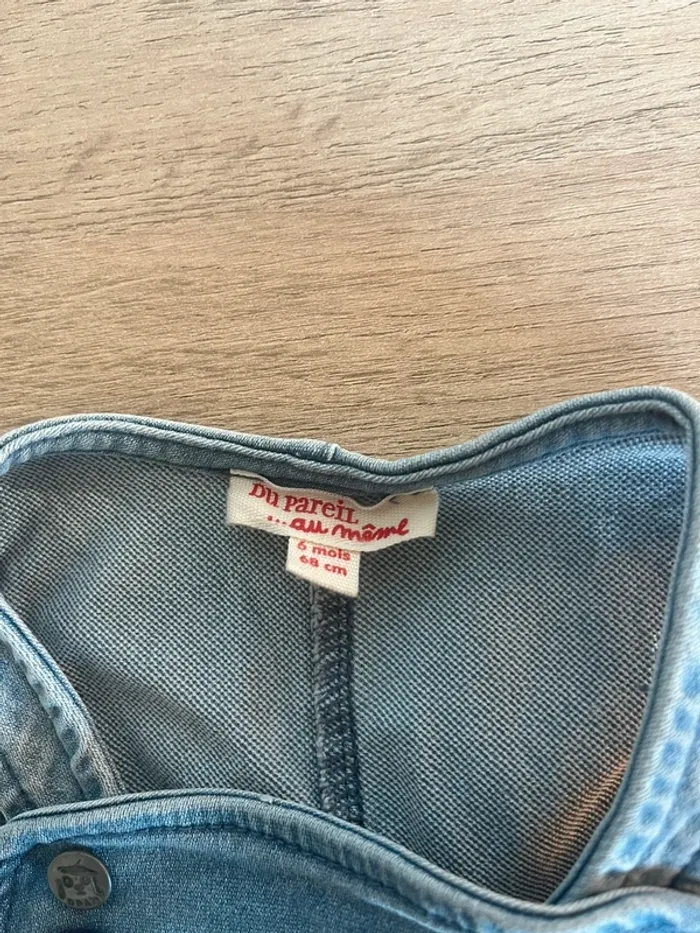 Du Pareil
...au même
6 mois
68 cm